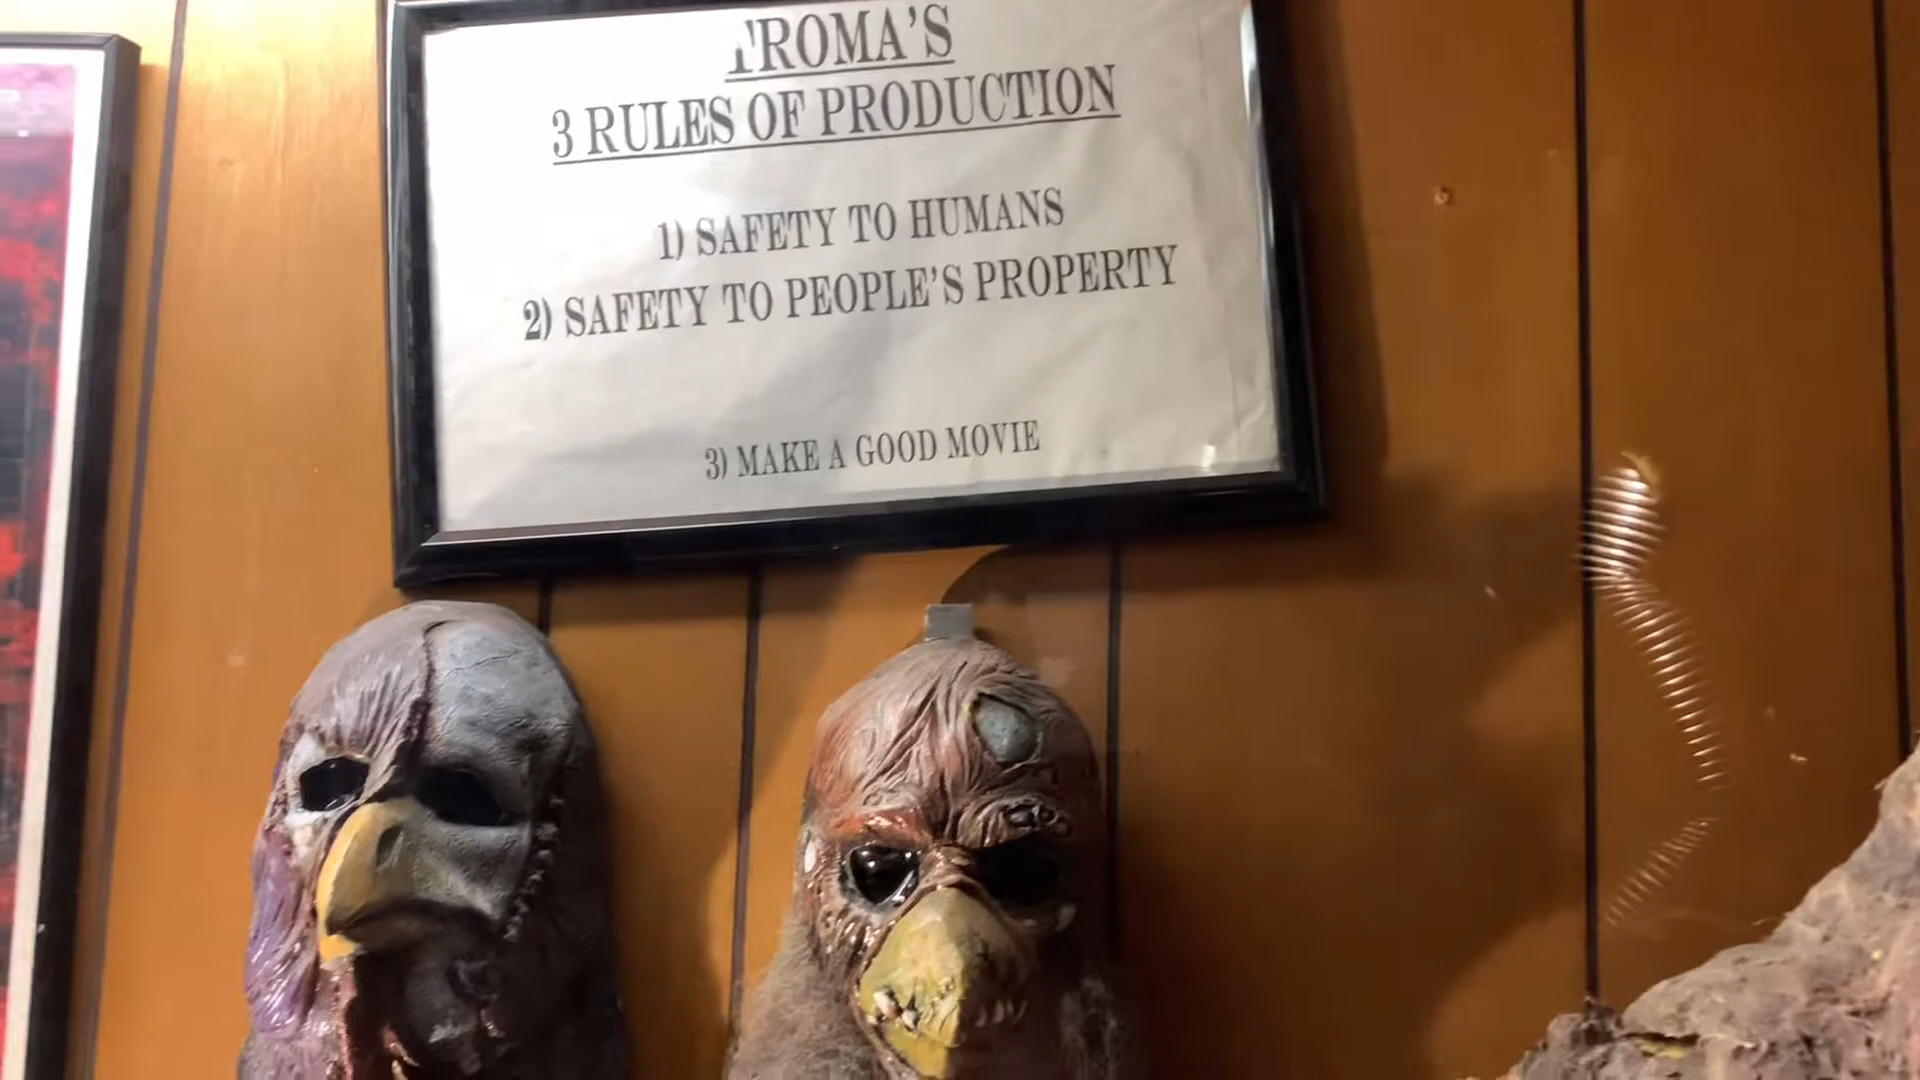 TROMA'S
3 RULES OF PRODUCTION
1) SAFETY TO HUMANS
2) SAFETY TO PEOPLE'S PROPERTY
3) MAKE A GOOD MOVIE